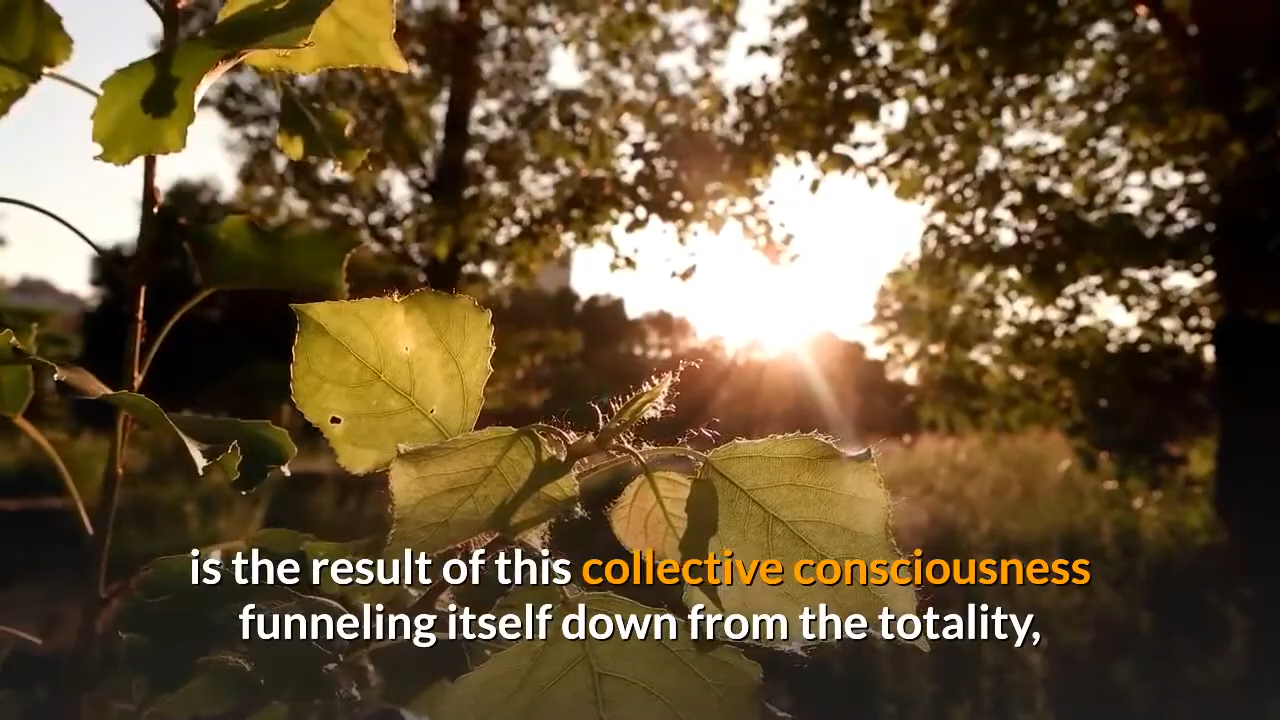 is the result of this collective consciousness
funneling itself down from the totality,